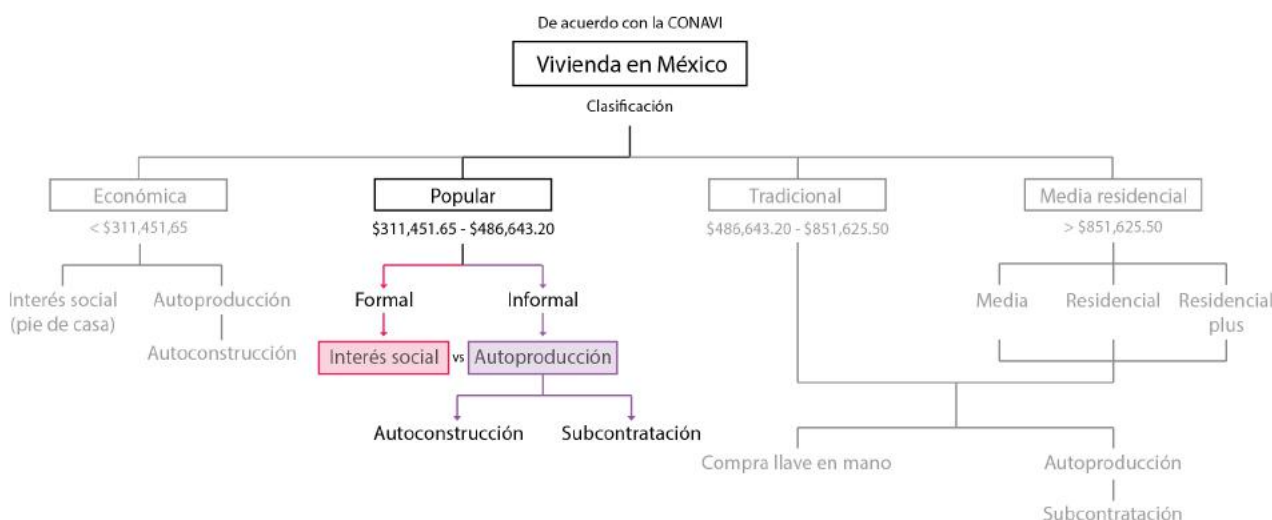 De acuerdo con la CONAVI
Vivienda en México
Clasificación
Económica
< $311,451,65
Interés social
(pie de casa)
Autoproducción
Autoconstrucción
Popular
$311,451.65 - $486,643.20
Formal
Informal
Interés social
vs
Autoproducción
Autoconstrucción
Subcontratación
Tradicional
$486,643.20 - $851,625.50
Media residencial
> $851,625.50
Media
Residencial
Residencial
plus
Compra llave en mano
Autoproducción
Subcontratación